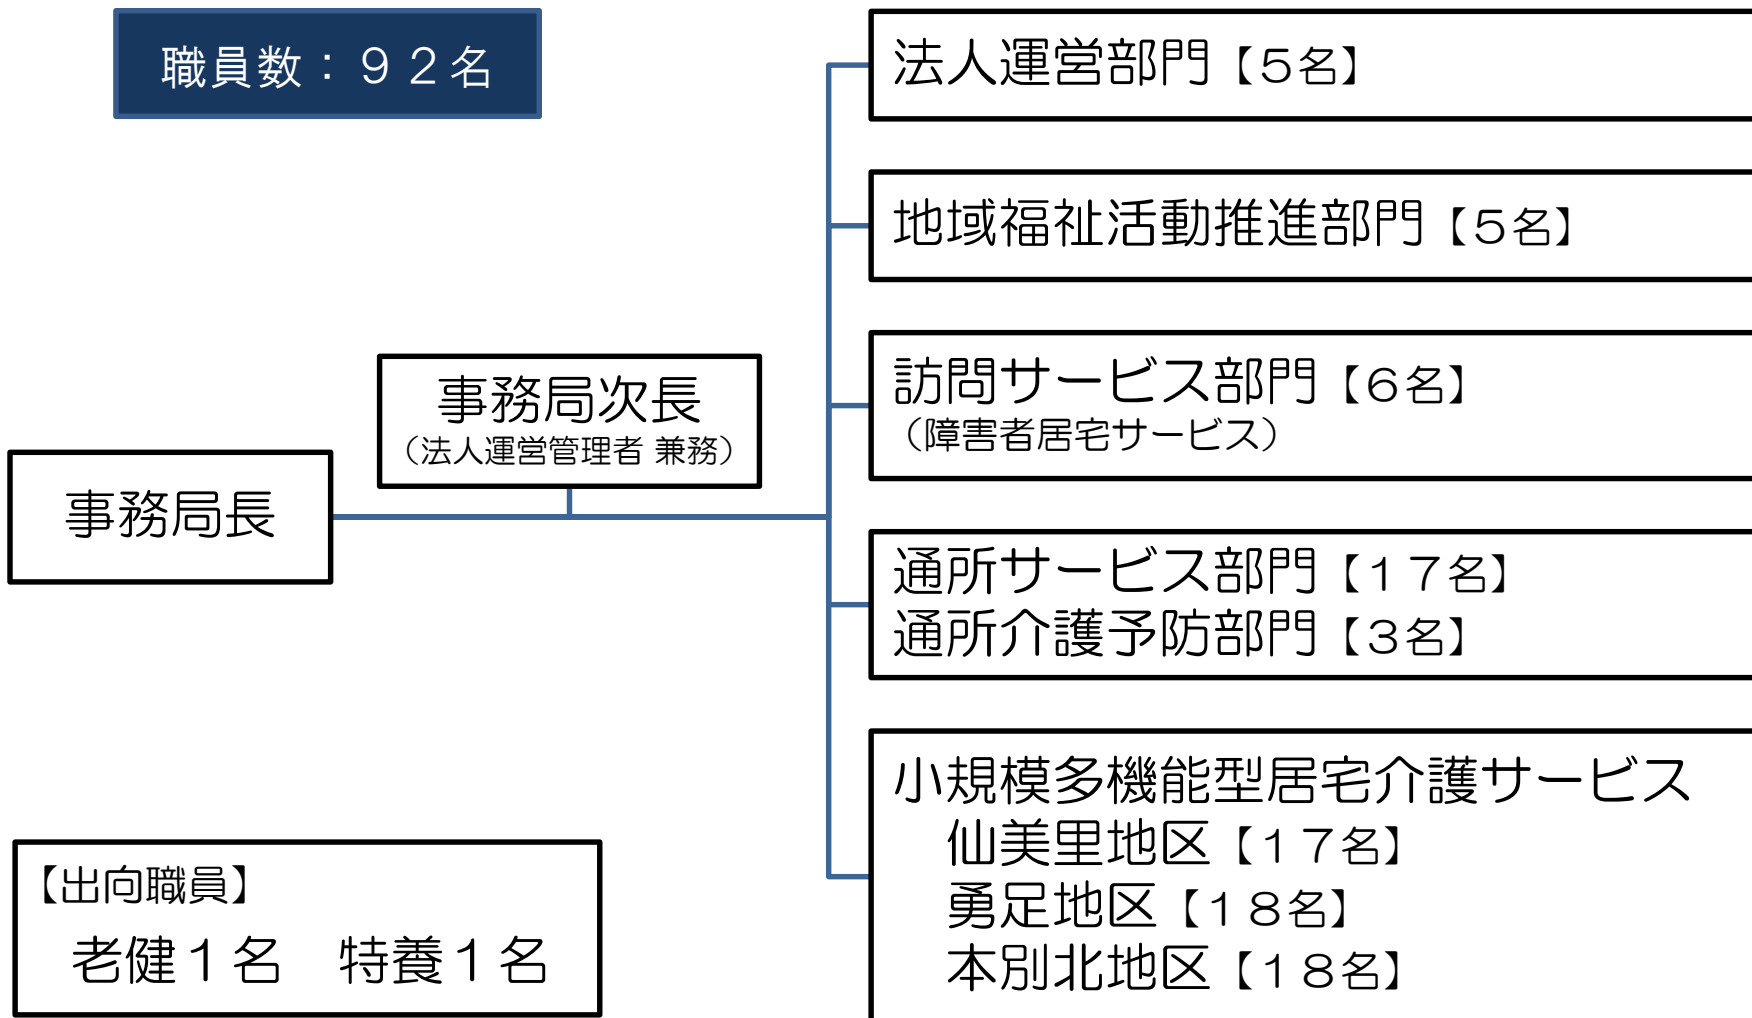 職員数：９２名
事務局長
事務局次長
（法人運営管理者 兼務）
法人運営部門【５名】
地域福祉活動推進部門【５名】
訪問サービス部門【６名】
（障害者居宅サービス）
通所サービス部門【１７名】
通所介護予防部門【３名】
小規模多機能型居宅介護サービス
仙美里地区【１７名】
勇足地区【１８名】
本別北地区【１８名】
【出向職員】
老健１名　特養１名